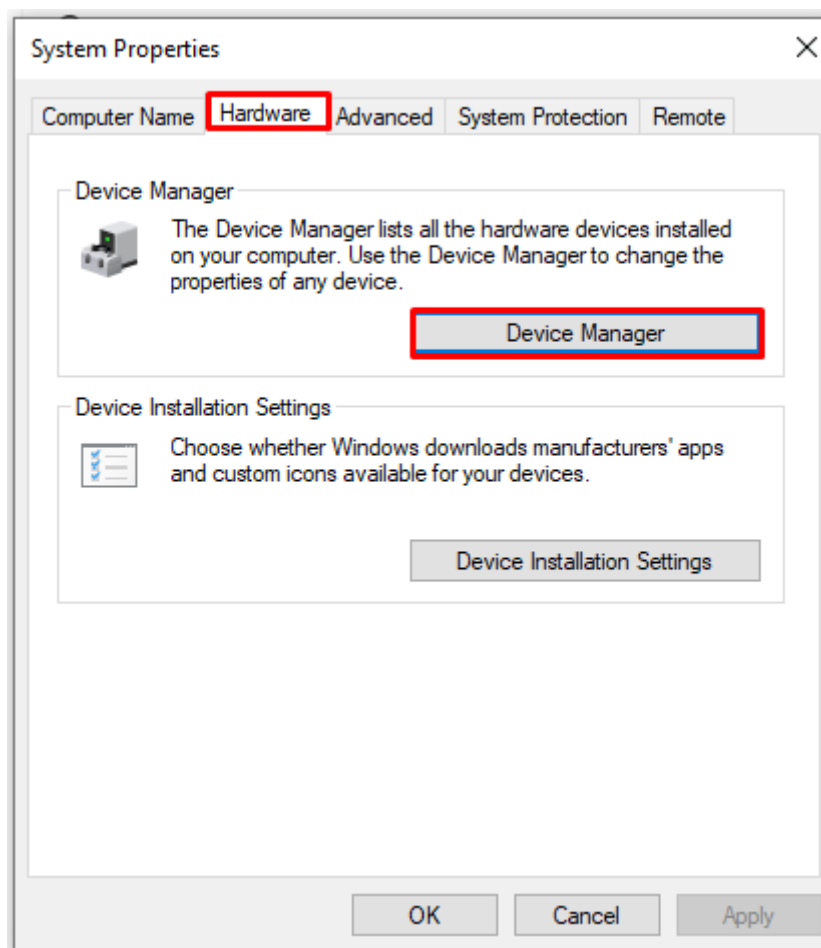 System Properties
Computer Name
Hardware
Advanced
System Protection
Remote
Device Manager
The Device Manager lists all the hardware devices installed
on your computer. Use the Device Manager to change the
properties of any device.
Device Manager
Device Installation Settings
Choose whether Windows downloads manufacturers' apps
and custom icons available for your devices.
Device Installation Settings
OK
Cancel
Apply